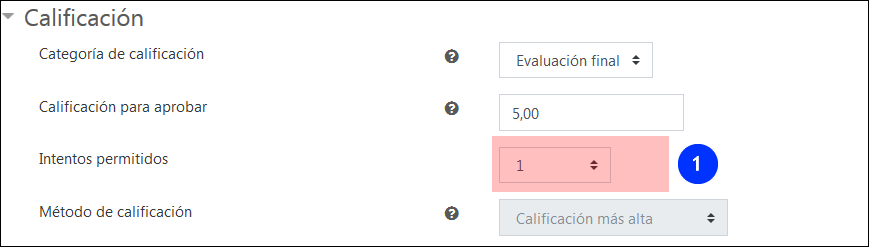 Calificación
Categoría de calificación ? Evaluación final
Calificación para aprobar ? 5,00
Intentos permitidos 1 1
Método de calificación ? Calificación más alta